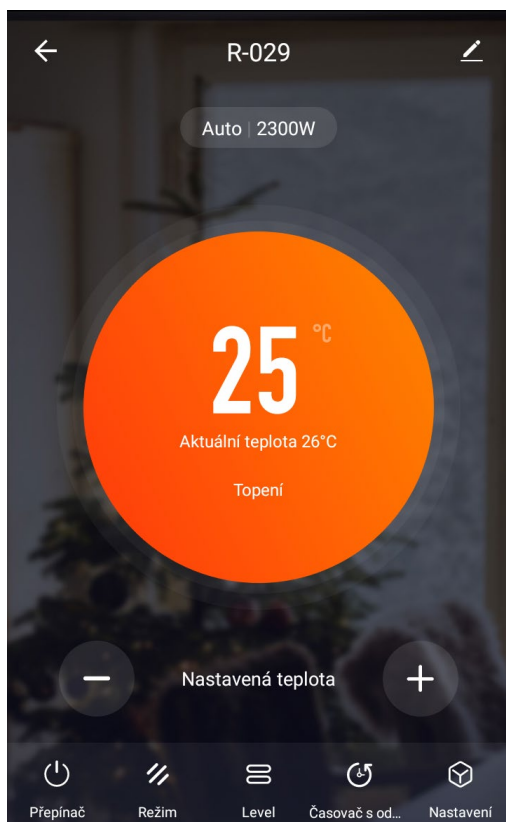 R-029
Auto | 2300W
25 °C
Aktuální teplota 26°C
Topení
Nastavená teplota
Přepínač Režim Level Časovač s od... Nastavení